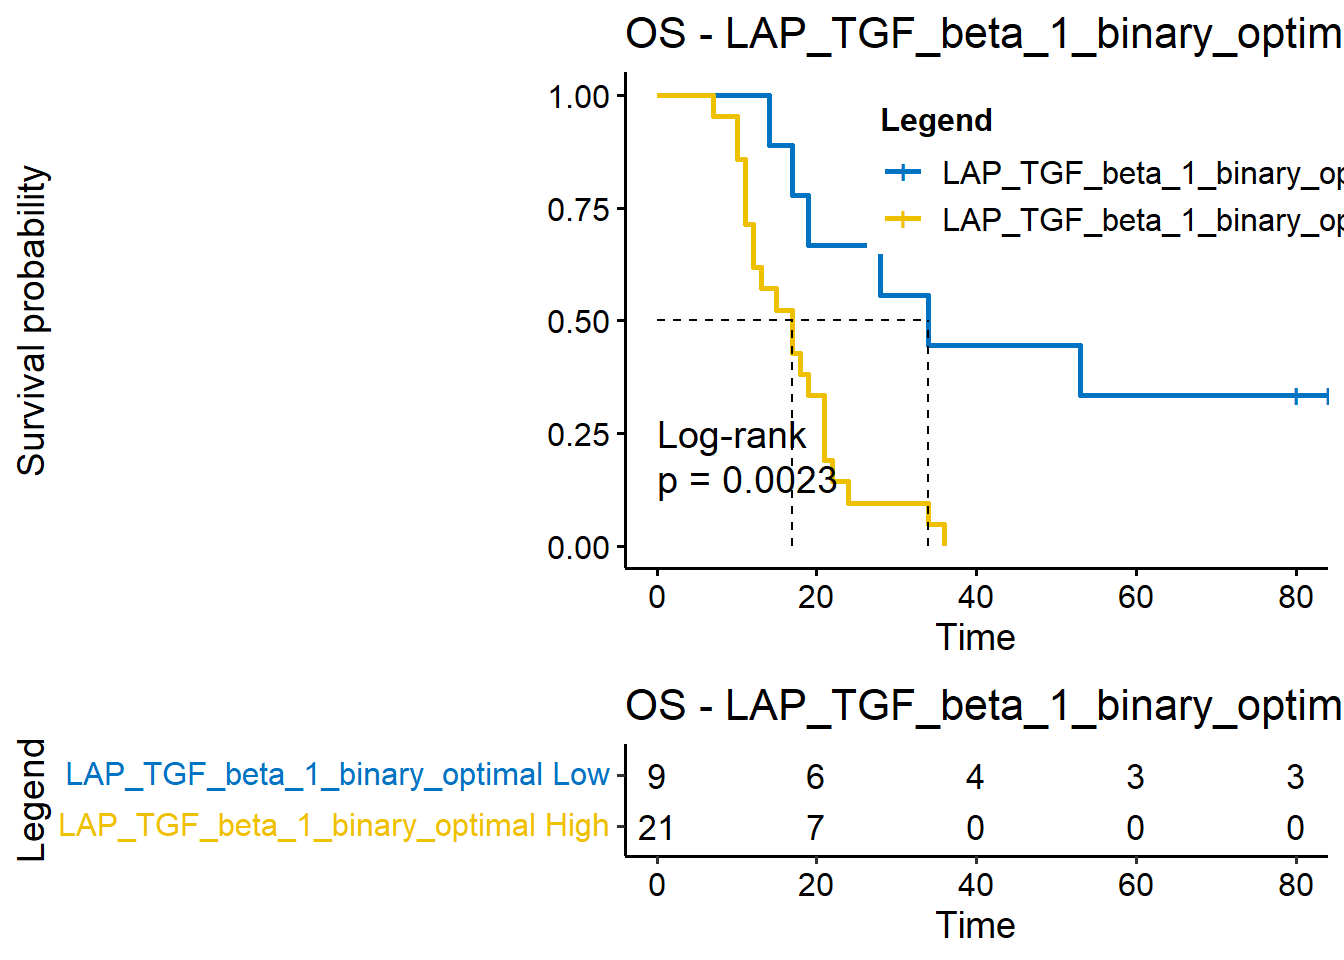 OS - LAP_TGF_beta_1_binary_optim
Survival probability
1.00
0.75
0.50
0.25
0.00
Legend
LAP_TGF_beta_1_binary_op
LAP_TGF_beta_1_binary_op
Log-rank
p = 0.0023
0 20 40 60 80
Time
OS - LAP_TGF_beta_1_binary_optim
Legend
LAP_TGF_beta_1_binary_optimal Low 9 6 4 3 3
LAP_TGF_beta_1_binary_optimal High 21 7 0 0 0
0 20 40 60 80
Time